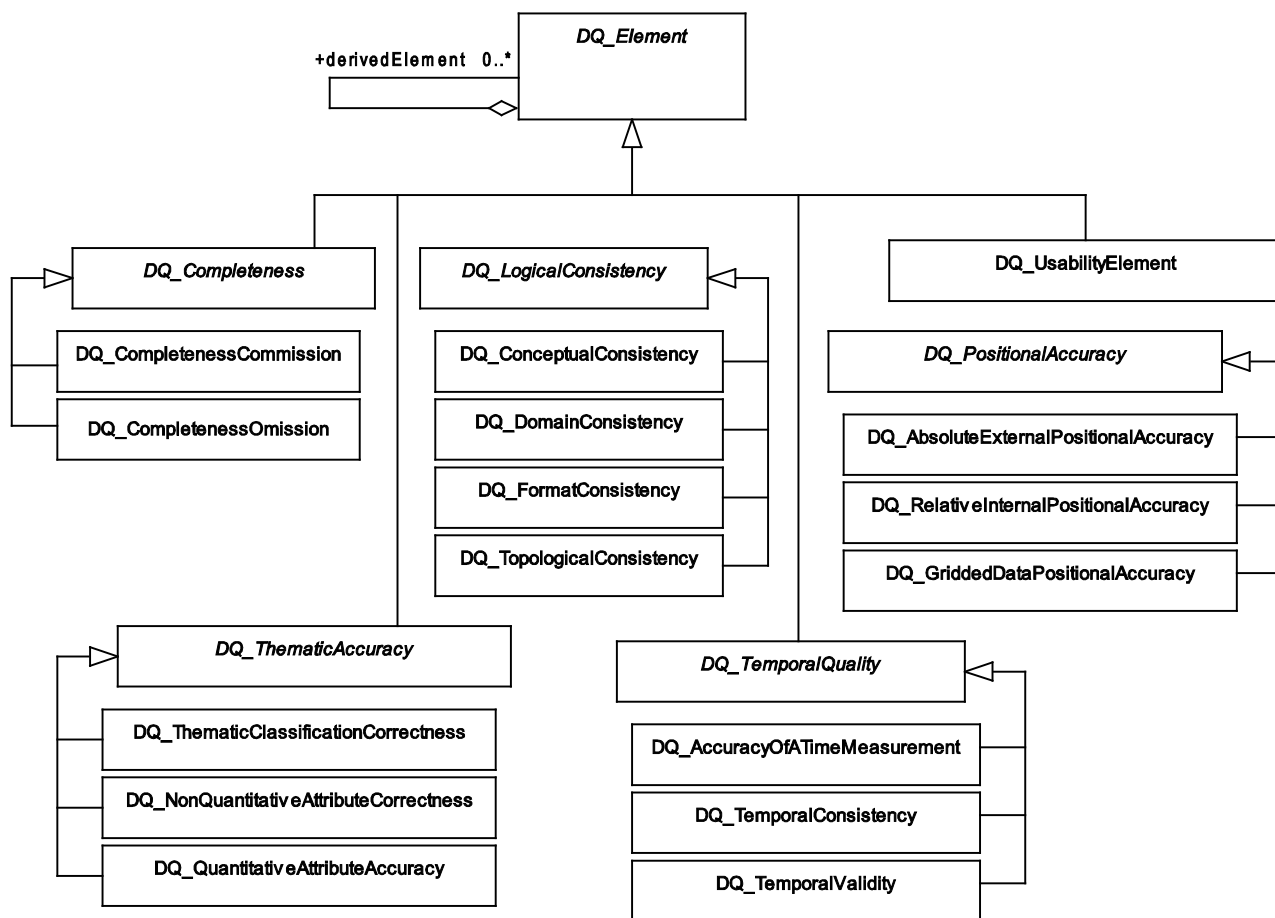 DQ_Element
+derivedElement 0..*
DQ_Completeness
DQ_CompletenessCommission
DQ_CompletenessOmission
DQ_LogicalConsistency
DQ_ConceptualConsistency
DQ_DomainConsistency
DQ_FormatConsistency
DQ_TopologicalConsistency
DQ_UsabilityElement
DQ_PositionalAccuracy
DQ_AbsoluteExternalPositionalAccuracy
DQ_RelativeInternalPositionalAccuracy
DQ_GriddedDataPositionalAccuracy
DQ_ThematicAccuracy
DQ_ThematicClassificationCorrectness
DQ_NonQuantitativeAttributeCorrectness
DQ_QuantitativeAttributeAccuracy
DQ_TemporalQuality
DQ_AccuracyOfATimeMeasurement
DQ_TemporalConsistency
DQ_TemporalValidity